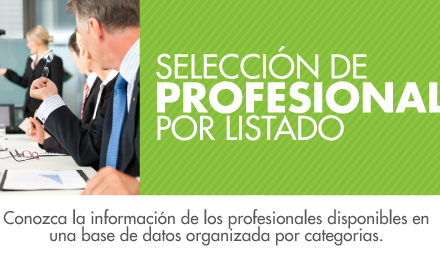 SELECCIÓN DE
PROFESIONAL
POR LISTADO
Conozca la información de los profesionales disponibles en
una base de datos organizada por categorias.